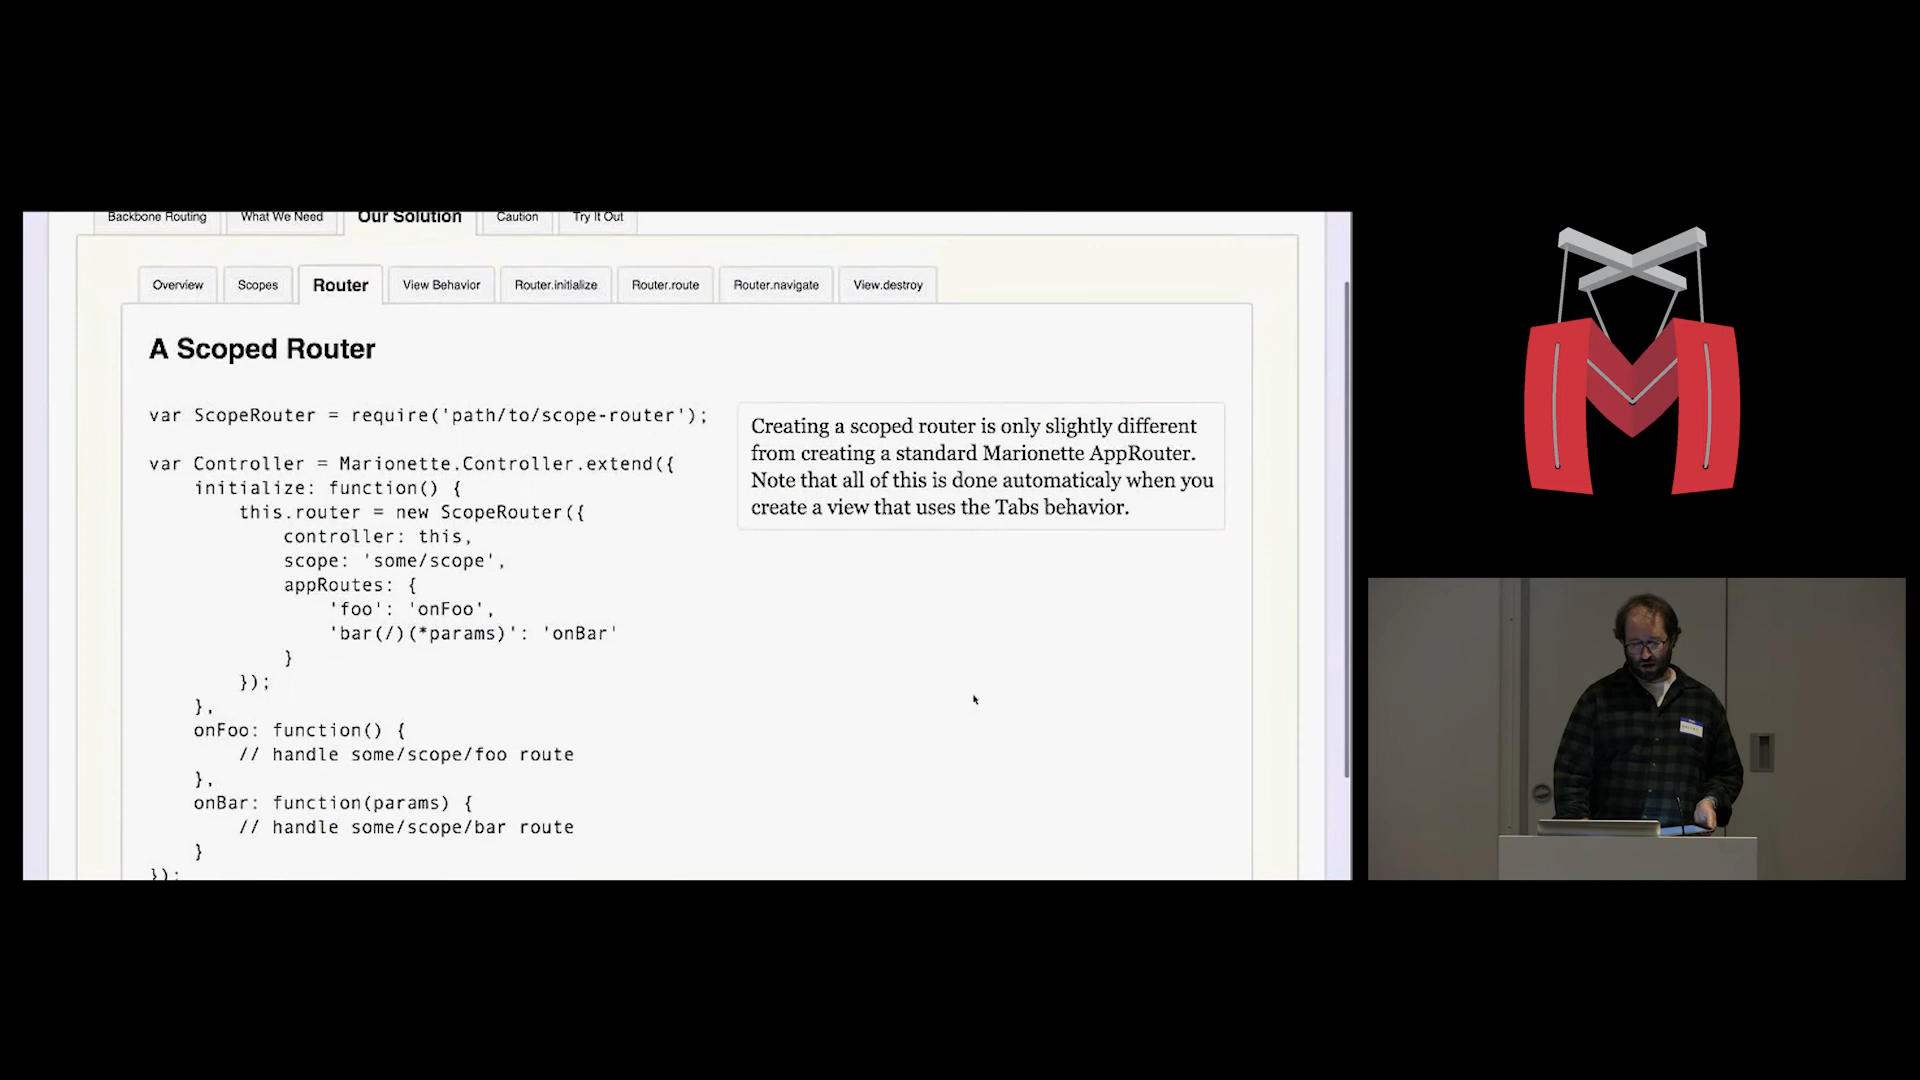 Backbone Routing
What We Need
Our Solution
Caution
Try It Out
Overview
Scopes
Router
View Behavior
Router.initialize
Router.route
Router.navigate
View.destroy
A Scoped Router
var ScopeRouter = require('path/to/scope-router');
var Controller = Marionette.Controller.extend({
initialize: function() {
this.router = new ScopeRouter({
controller: this,
scope: 'some/scope',
appRoutes: {
'foo': 'onFoo',
'bar(/)(*params)': 'onBar'
}
});
},
onFoo: function() {
// handle some/scope/foo route
},
onBar: function(params) {
// handle some/scope/bar route
}
});
Creating a scoped router is only slightly different
from creating a standard Marionette AppRouter.
Note that all of this is done automaticaly when you
create a view that uses the Tabs behavior.